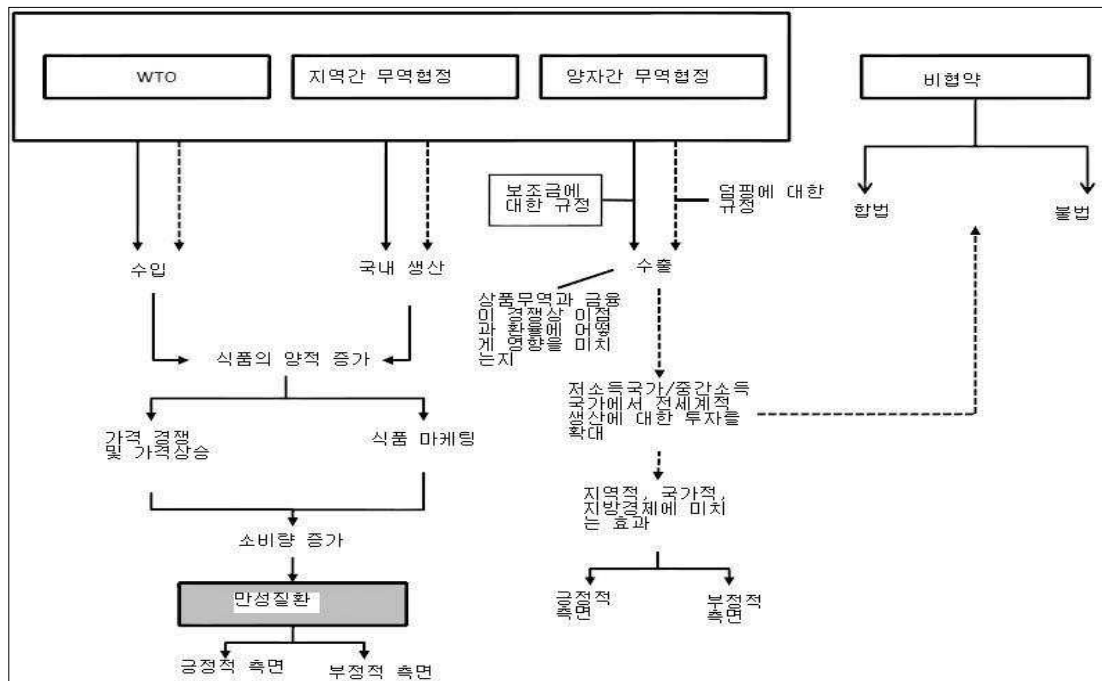 WTO
지역간 무역협정
양자간 무역협정
비협약
보조금에
대한 규정
덤핑에 대한
규정
합법
불법
수입
국내 생산
수출
상품무역과 금융
이 경쟁상 이점
과 환율에 어떻
게 영향을 미치
는지
식품의 양적 증가
저소득국가/중간소득
국가에서 전세계적
생산에 대한 투자를
확대
가격 경쟁
및 가격상승
식품 마케팅
지역적, 국가적,
지방경제에 미치
는 효과
소비량 증가
만성질환
긍정적
측면
부정적
측면
긍정적 측면
부정적 측면